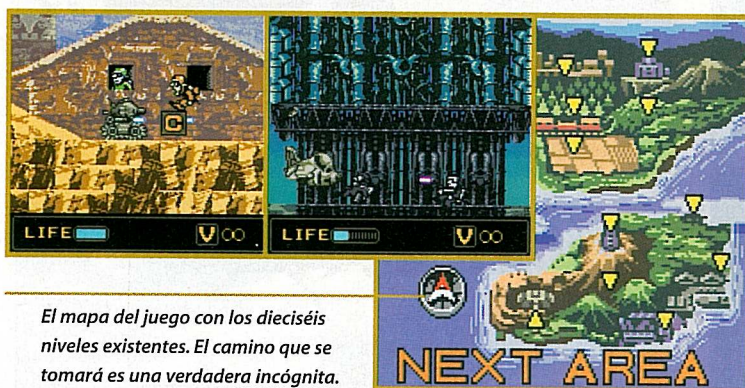 C
LIFE V ∞
LIFE V ∞
NEXT AREA
El mapa del juego con los dieciséis
niveles existentes. El camino que se
tomará es una verdadera incógnita.